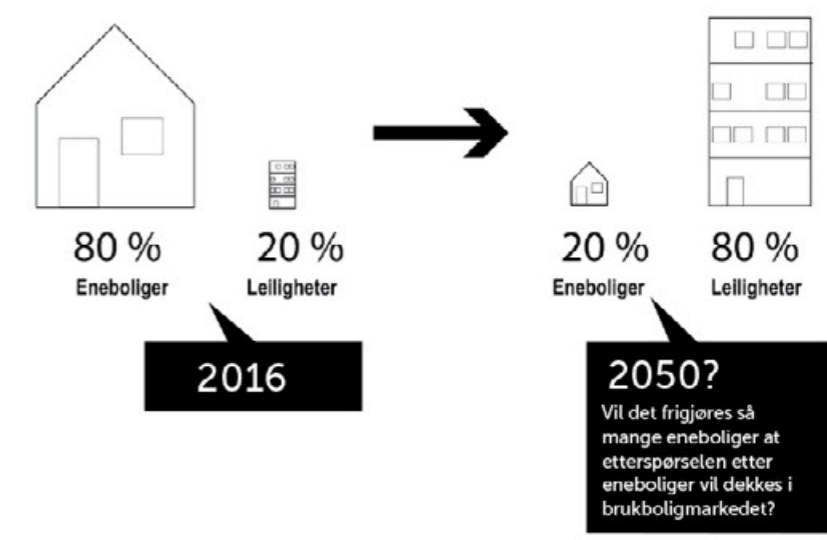 80 %
Eneboliger
20 %
Leiligheter
2016
20 %
Eneboliger
80 %
Leiligheter
2050?
Vil det frigjøres så
mange eneboliger at
etterspørselen etter
eneboliger vil dekkes i
brukboligmarkedet?